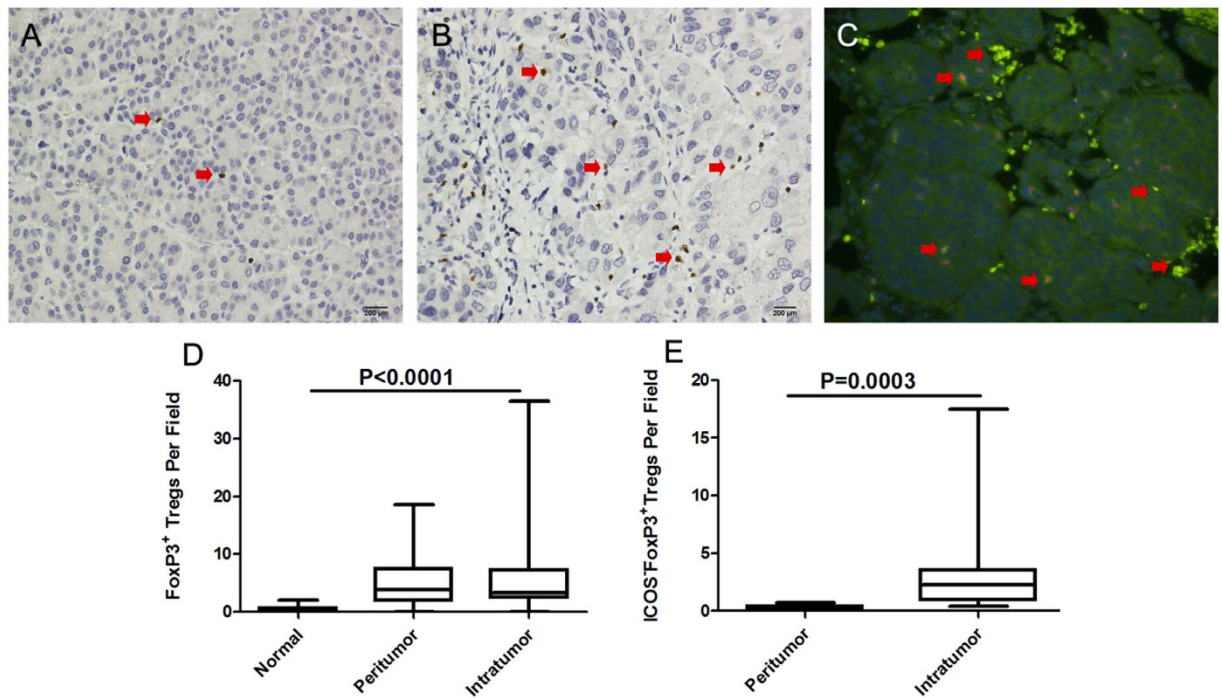 A
B
C
200 µm
200 µm
D
P<0.0001
FoxP3+ Tregs Per Field
40
30
20
10
0
Normal
Peritumor
Intratumor
E
P=0.0003
ICOS+FoxP3+Tregs Per Field
20
15
10
5
0
Peritumor
Intratumor